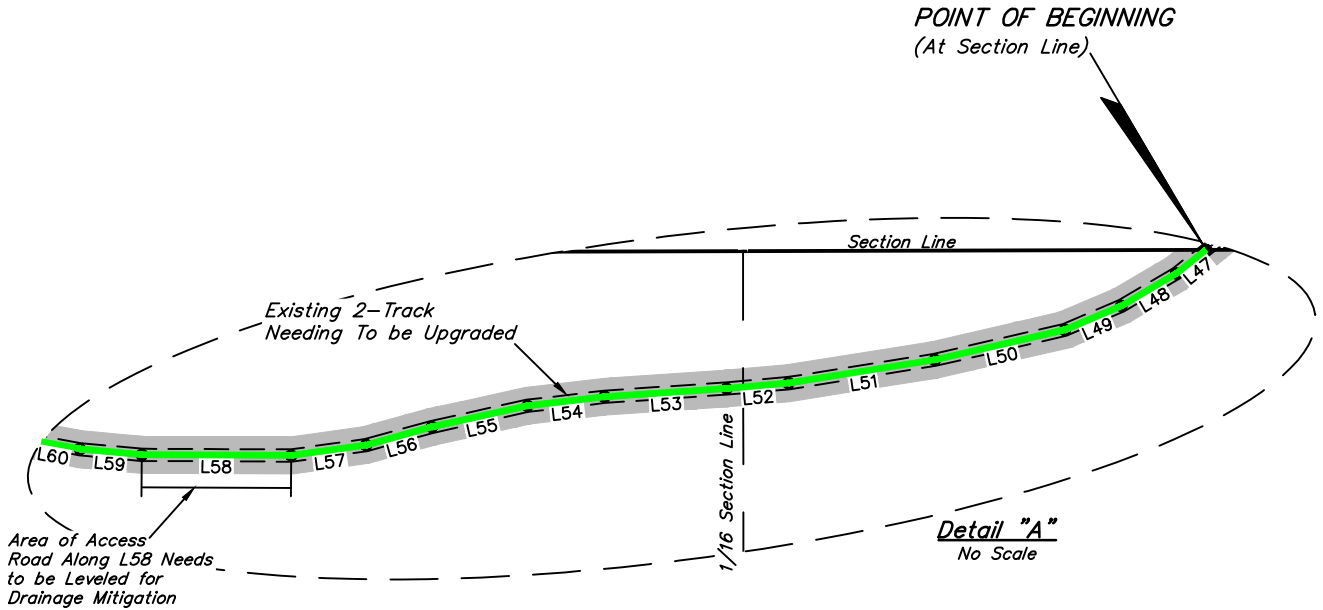 POINT OF BEGINNING
(At Section Line)
Section Line
Existing 2-Track
Needing To be Upgraded
L47
L48
L49
L50
L51
L52
L53
L54
L55
L56
L57
L58
L59
L60
1/16 Section Line
Area of Access
Road Along L58 Needs
to be Leveled for
Drainage Mitigation
Detail "A"
No Scale